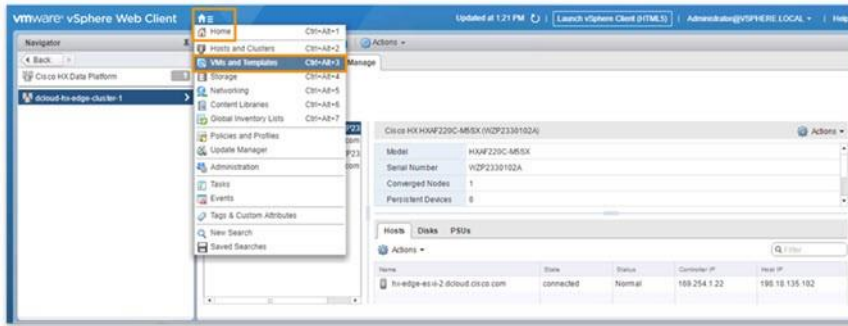 vmware® vSphere Web Client
Updated at 1:21 PM
Launch vSphere Client (HTML5)
Administrator@VSPHERE.LOCAL
Help
Navigator
Back
Cisco HX Data Platform
dcloud-hx-edge-cluster-1
Home Ctrl+Alt+1
Hosts and Clusters Ctrl+Alt+2
VMs and Templates Ctrl+Alt+3
Storage Ctrl+Alt+4
Networking Ctrl+Alt+5
Content Libraries Ctrl+Alt+6
Global Inventory Lists Ctrl+Alt+7
Policies and Profiles
Update Manager
Administration
Tasks
Events
Tags & Custom Attributes
New Search
Saved Searches
Actions
Manage
Cisco HX HXAF220C-M5SX (WZP2330102A)
Actions
Model HXAF220C-M5SX
Serial Number WZP2330102A
Converged Nodes 1
Persistent Devices 8
Hosts Disks PSUs
Actions
Filter
Name State Status Controller IP Host IP
hx-edge-esxi-2.dcloud.cisco.com connected Normal 169.254.1.22 198.18.135.102